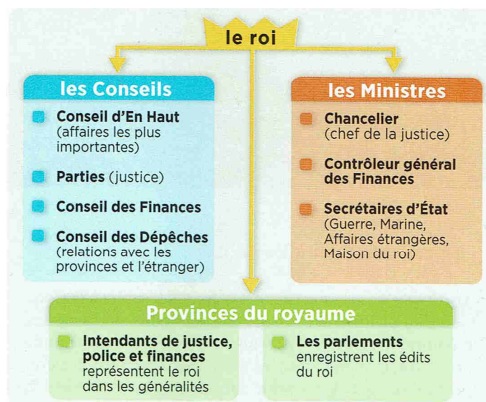 le roi
les Conseils
Conseil d'En Haut
(affaires les plus
importantes)
Parties (justice)
Conseil des Finances
Conseil des Dépêches
(relations avec les
provinces et l'étranger)
les Ministres
Chancelier
(chef de la justice)
Contrôleur général
des Finances
Secrétaires d'État
(Guerre, Marine,
Affaires étrangères,
Maison du roi)
Provinces du royaume
Intendants de justice,
police et finances
représentent le roi
dans les généralités
Les parlements
enregistrent les édits
du roi